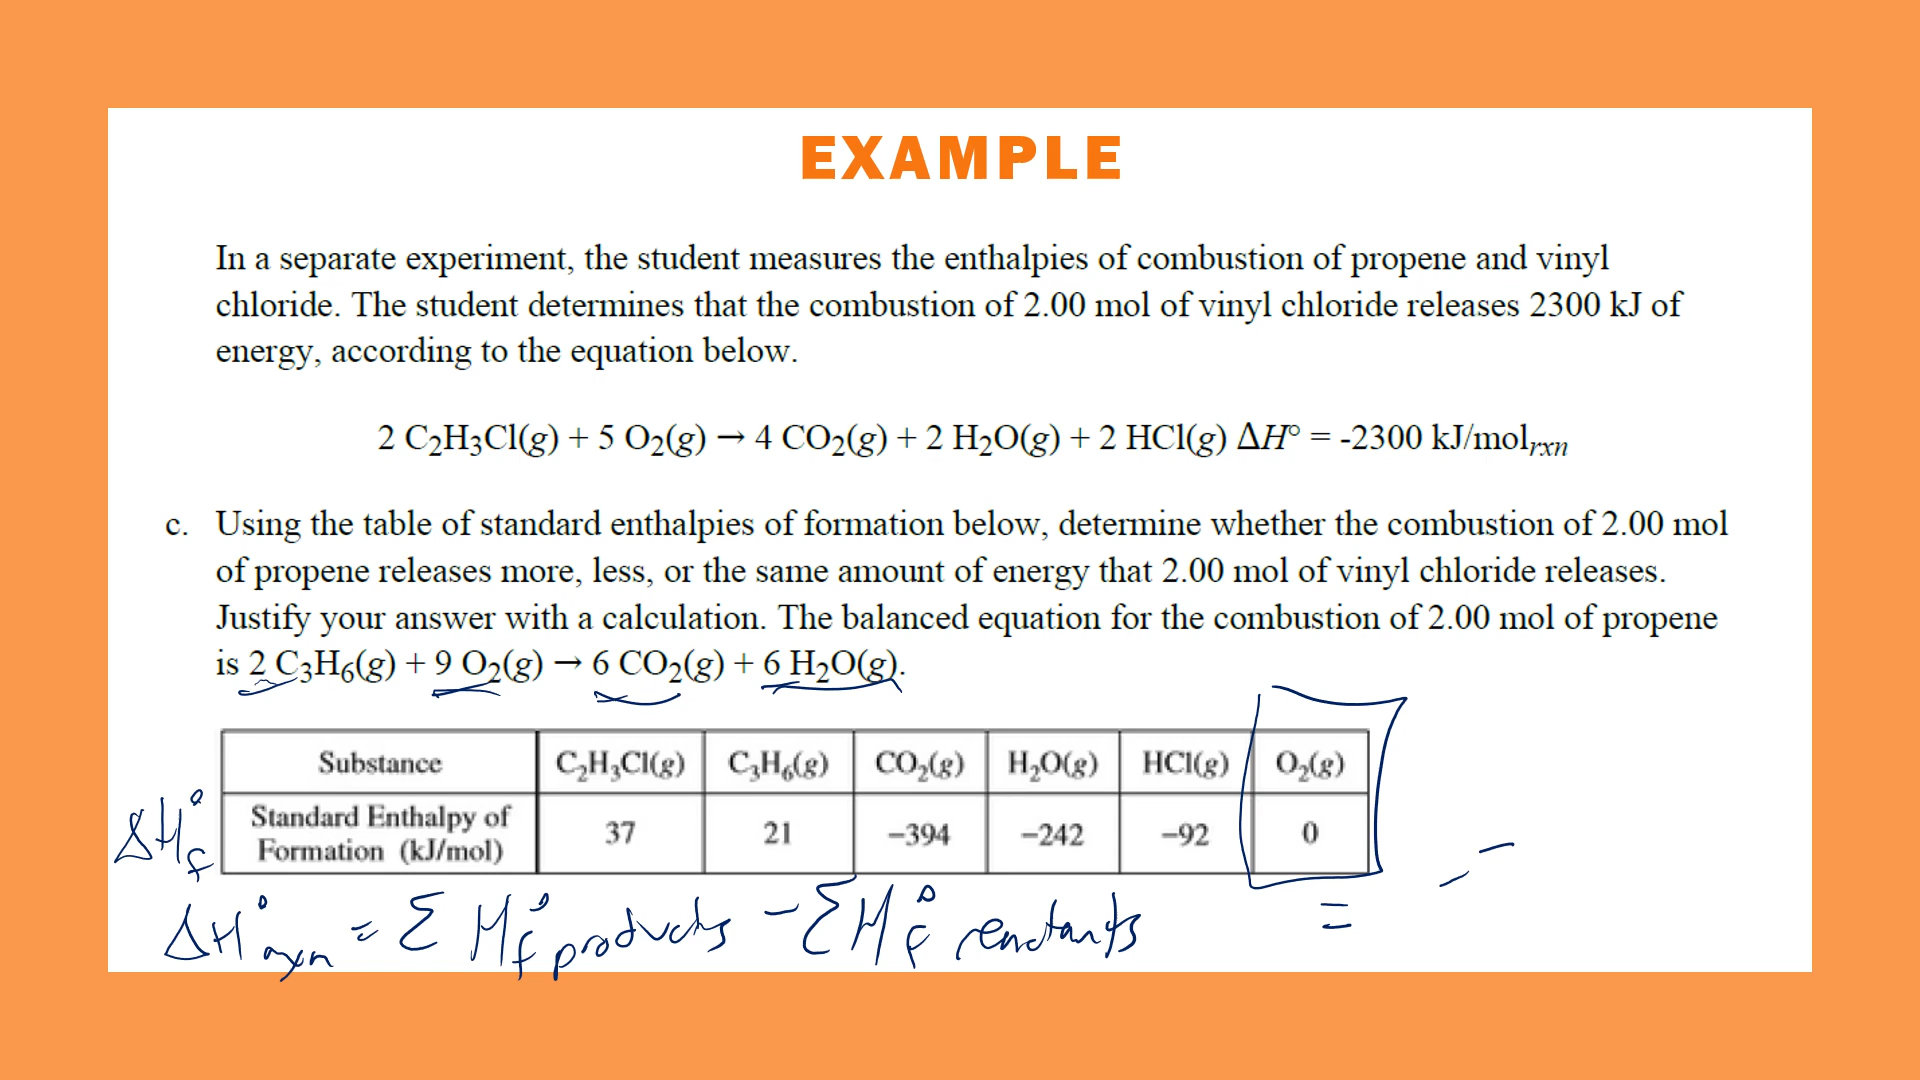 EXAMPLE
In a separate experiment, the student measures the enthalpies of combustion of propene and vinyl
chloride. The student determines that the combustion of 2.00 mol of vinyl chloride releases 2300 kJ of
energy, according to the equation below.
2 C₂H₃Cl(g) + 5 O₂(g) → 4 CO₂(g) + 2 H₂O(g) + 2 HCl(g) ΔH° = -2300 kJ/molrxn
c. Using the table of standard enthalpies of formation below, determine whether the combustion of 2.00 mol
of propene releases more, less, or the same amount of energy that 2.00 mol of vinyl chloride releases.
Justify your answer with a calculation. The balanced equation for the combustion of 2.00 mol of propene
is 2 C₃H₆(g) + 9 O₂(g) → 6 CO₂(g) + 6 H₂O(g).
Substance C₂H₃Cl(g) C₃H₆(g) CO₂(g) H₂O(g) HCl(g) O₂(g)
ΔH°f Standard Enthalpy of
Formation (kJ/mol) 37 21 −394 −242 −92 0
ΔH°rxn = Σ H°f products − Σ H°f reactants =